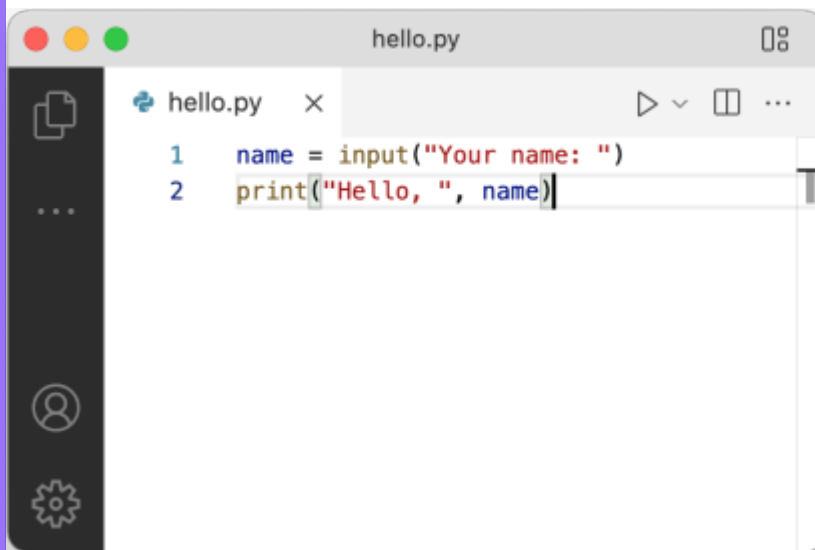 hello.py
hello.py
1 name = input("Your name: ")
2 print("Hello, ", name)